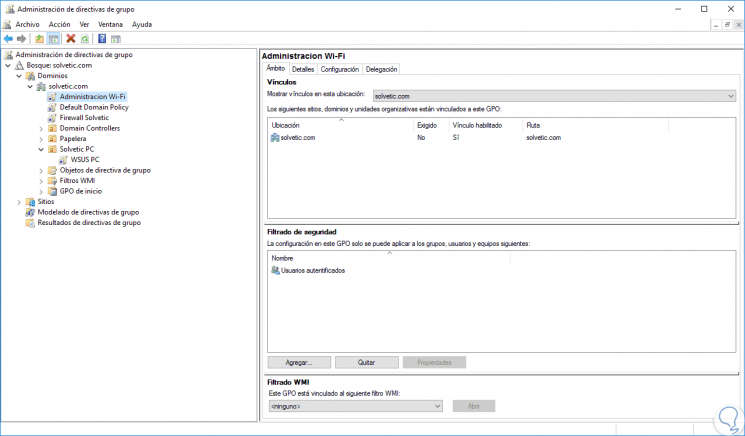 Administración de directivas de grupo
Archivo Acción Ver Ventana Ayuda
Administración de directivas de grupo
Bosque: solvetic.com
Dominios
solvetic.com
Administracion Wi-Fi
Default Domain Policy
Firewall Solvetic
Domain Controllers
Papelera
Solvetic PC
WSUS PC
Objetos de directiva de grupo
Filtros WMI
GPO de inicio
Sitios
Modelado de directivas de grupo
Resultados de directivas de grupo
Administracion Wi-Fi
Ámbito Detalles Configuración Delegación
Vínculos
Mostrar vínculos en esta ubicación: solvetic.com
Los siguientes sitios, dominios y unidades organizativas están vinculados a este GPO:
Ubicación Exigido Vínculo habilitado Ruta
solvetic.com No Sí solvetic.com
Filtrado de seguridad
La configuración en este GPO solo se puede aplicar a los grupos, usuarios y equipos siguientes:
Nombre
Usuarios autentificados
Agregar... Quitar Propiedades
Filtrado WMI
Este GPO está vinculado al siguiente filtro WMI:
<ninguno> Abrir